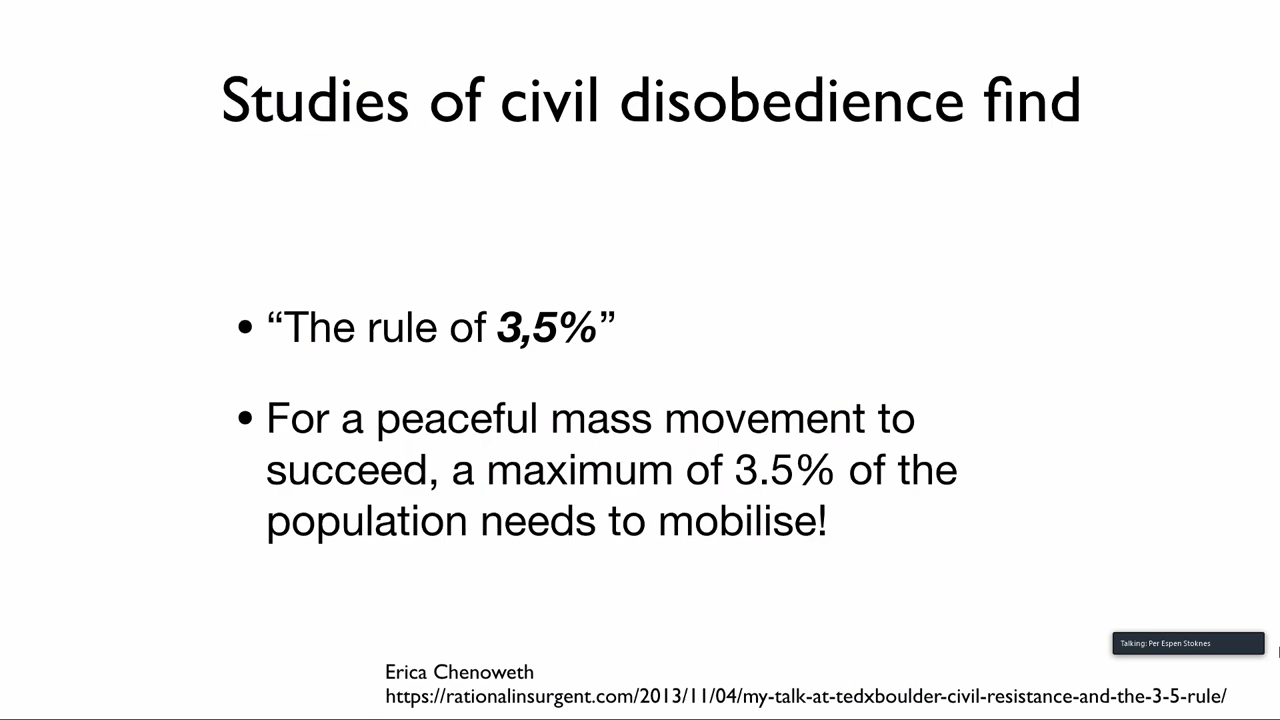 Studies of civil disobedience find
• “The rule of 3,5%”
• For a peaceful mass movement to
succeed, a maximum of 3.5% of the
population needs to mobilise!
Talking: Per Espen Stoknes
Erica Chenoweth
https://rationalinsurgent.com/2013/11/04/my-talk-at-tedxboulder-civil-resistance-and-the-3-5-rule/